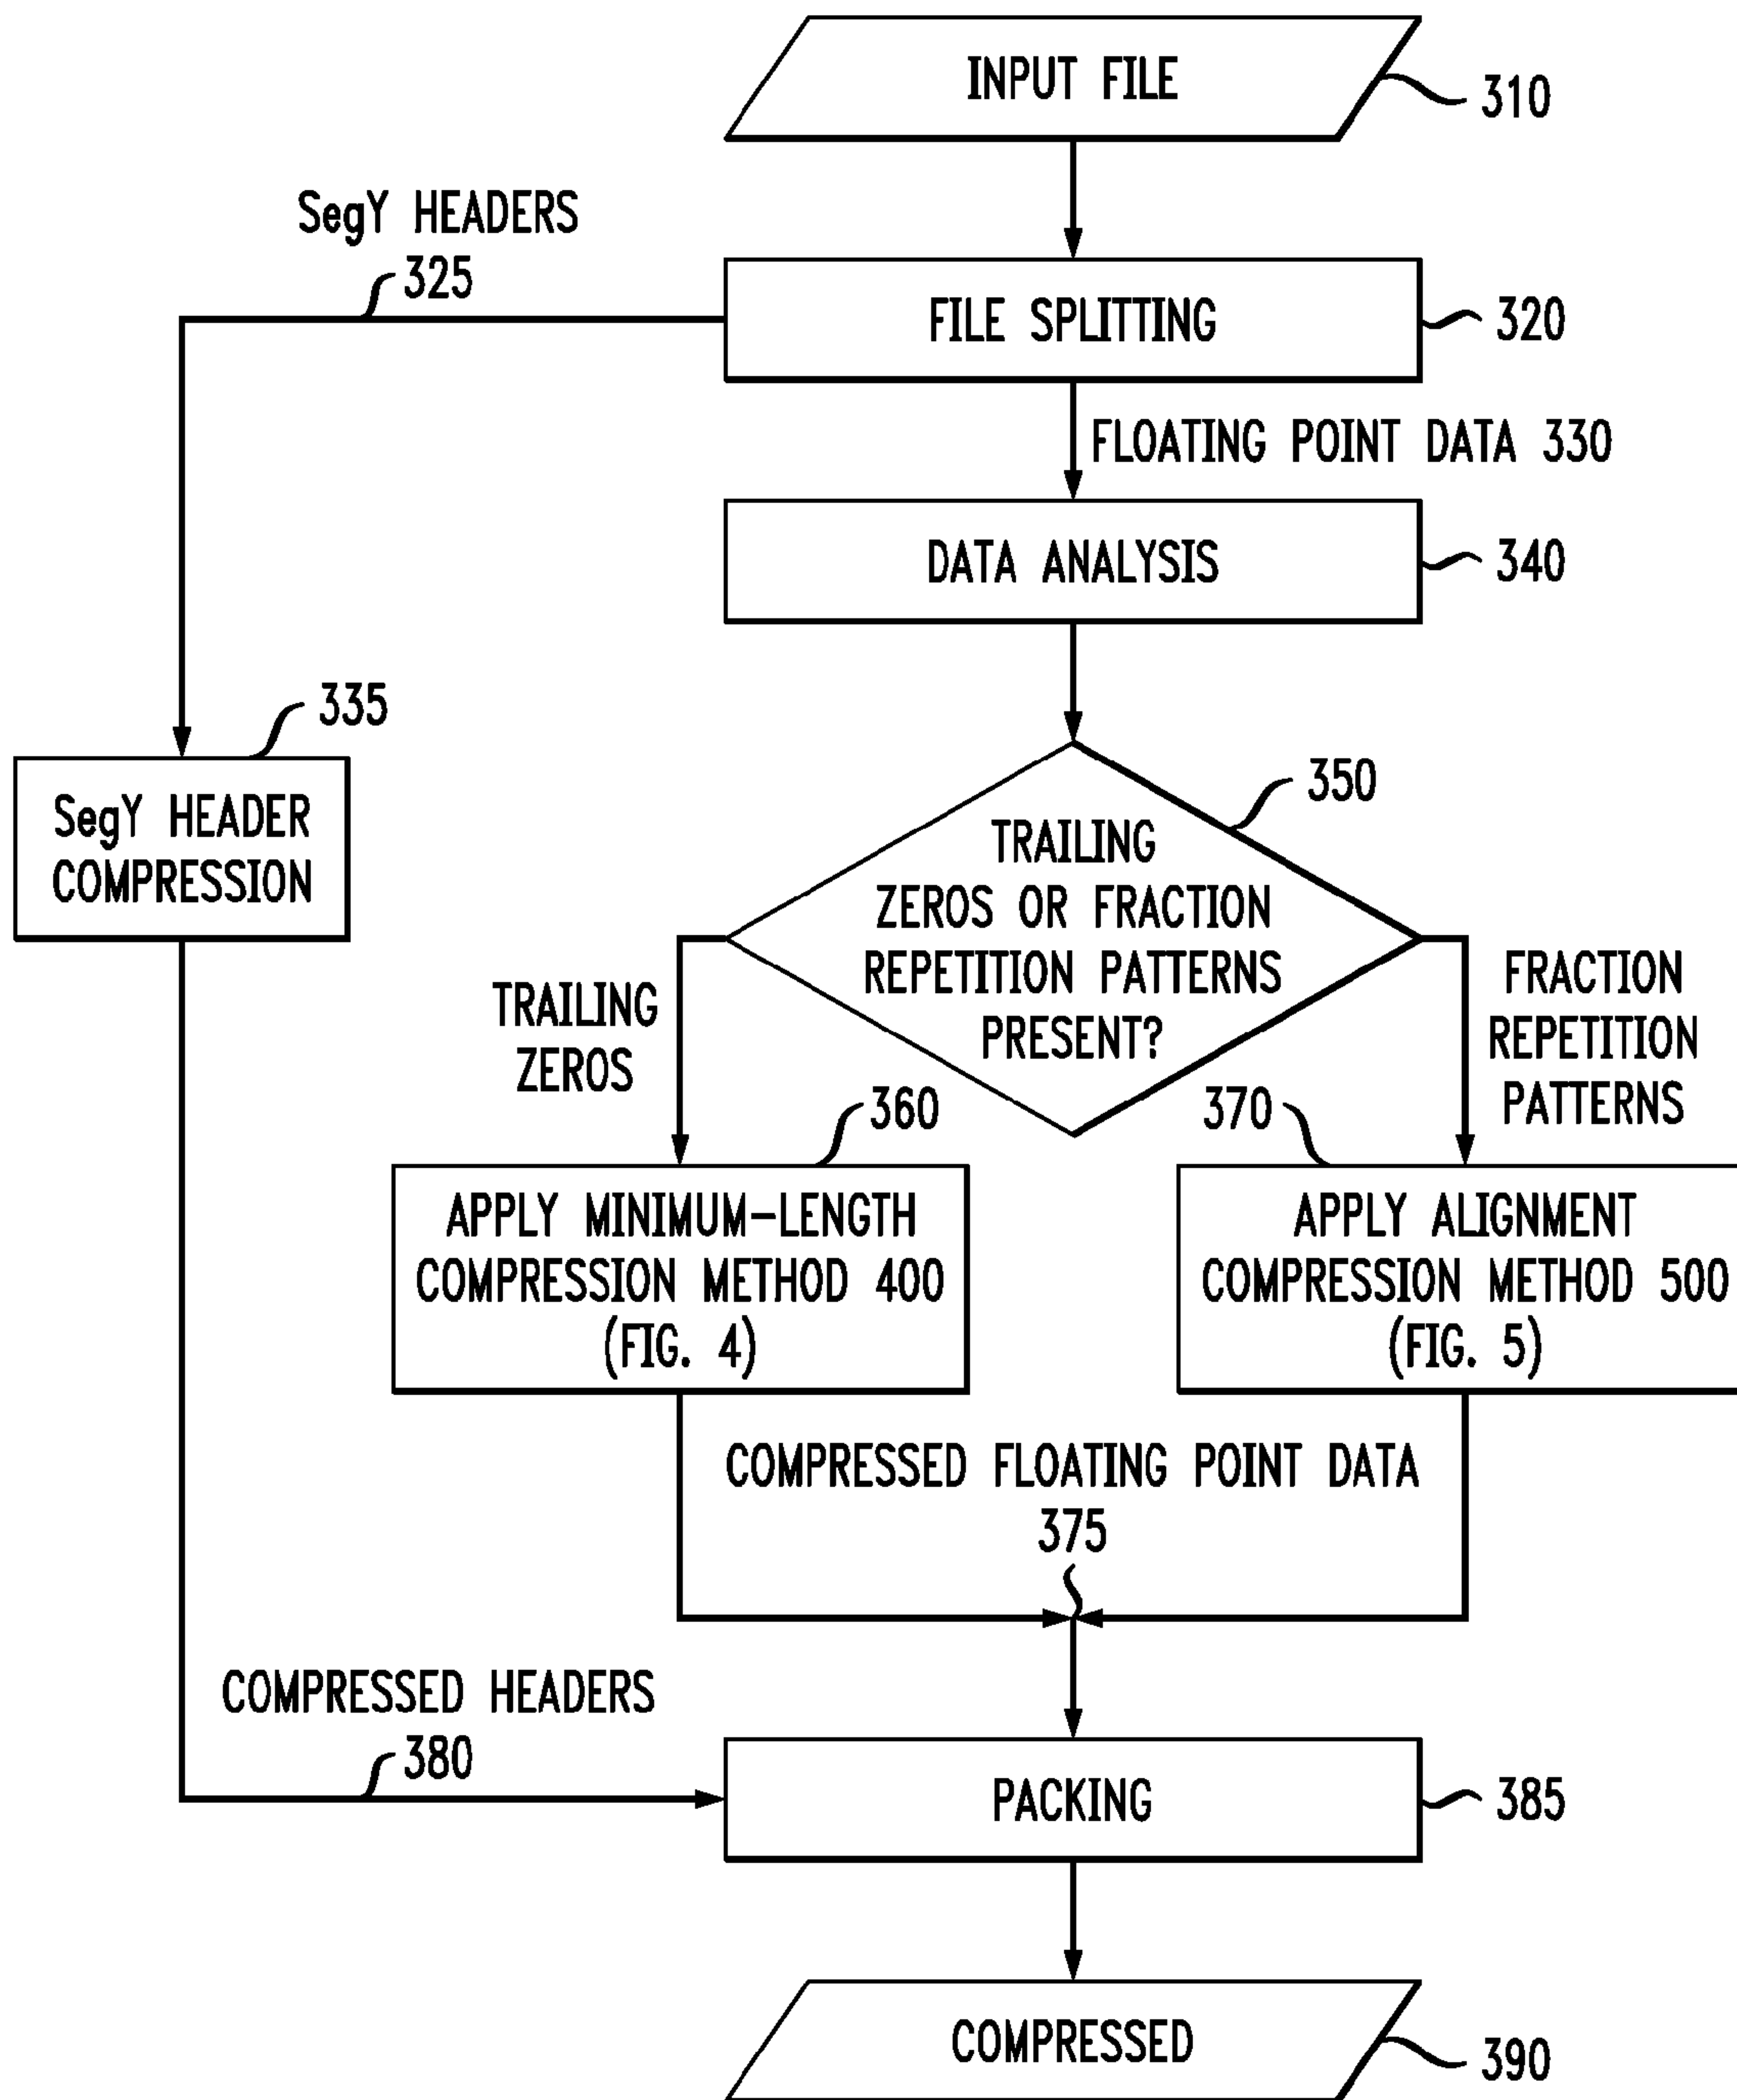 INPUT FILE
310
SegY HEADERS
325
FILE SPLITTING
320
FLOATING POINT DATA 330
DATA ANALYSIS
340
335
SegY HEADER
COMPRESSION
350
TRAILING
ZEROS OR FRACTION
REPETITION PATTERNS
PRESENT?
TRAILING
ZEROS
FRACTION
REPETITION
PATTERNS
360
APPLY MINIMUM-LENGTH
COMPRESSION METHOD 400
(FIG. 4)
370
APPLY ALIGNMENT
COMPRESSION METHOD 500
(FIG. 5)
COMPRESSED FLOATING POINT DATA
375
COMPRESSED HEADERS
380
PACKING
385
COMPRESSED
390